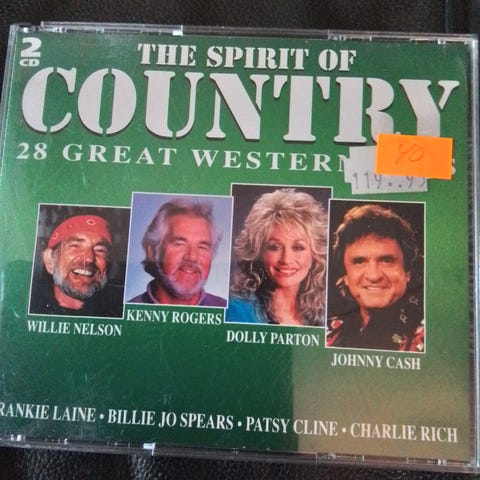 2
CD
THE SPIRIT OF
COUNTRY
28 GREAT WESTERN
40
119..95
WILLIE NELSON
KENNY ROGERS
DOLLY PARTON
JOHNNY CASH
RANKIE LAINE • BILLIE JO SPEARS • PATSY CLINE • CHARLIE RICH